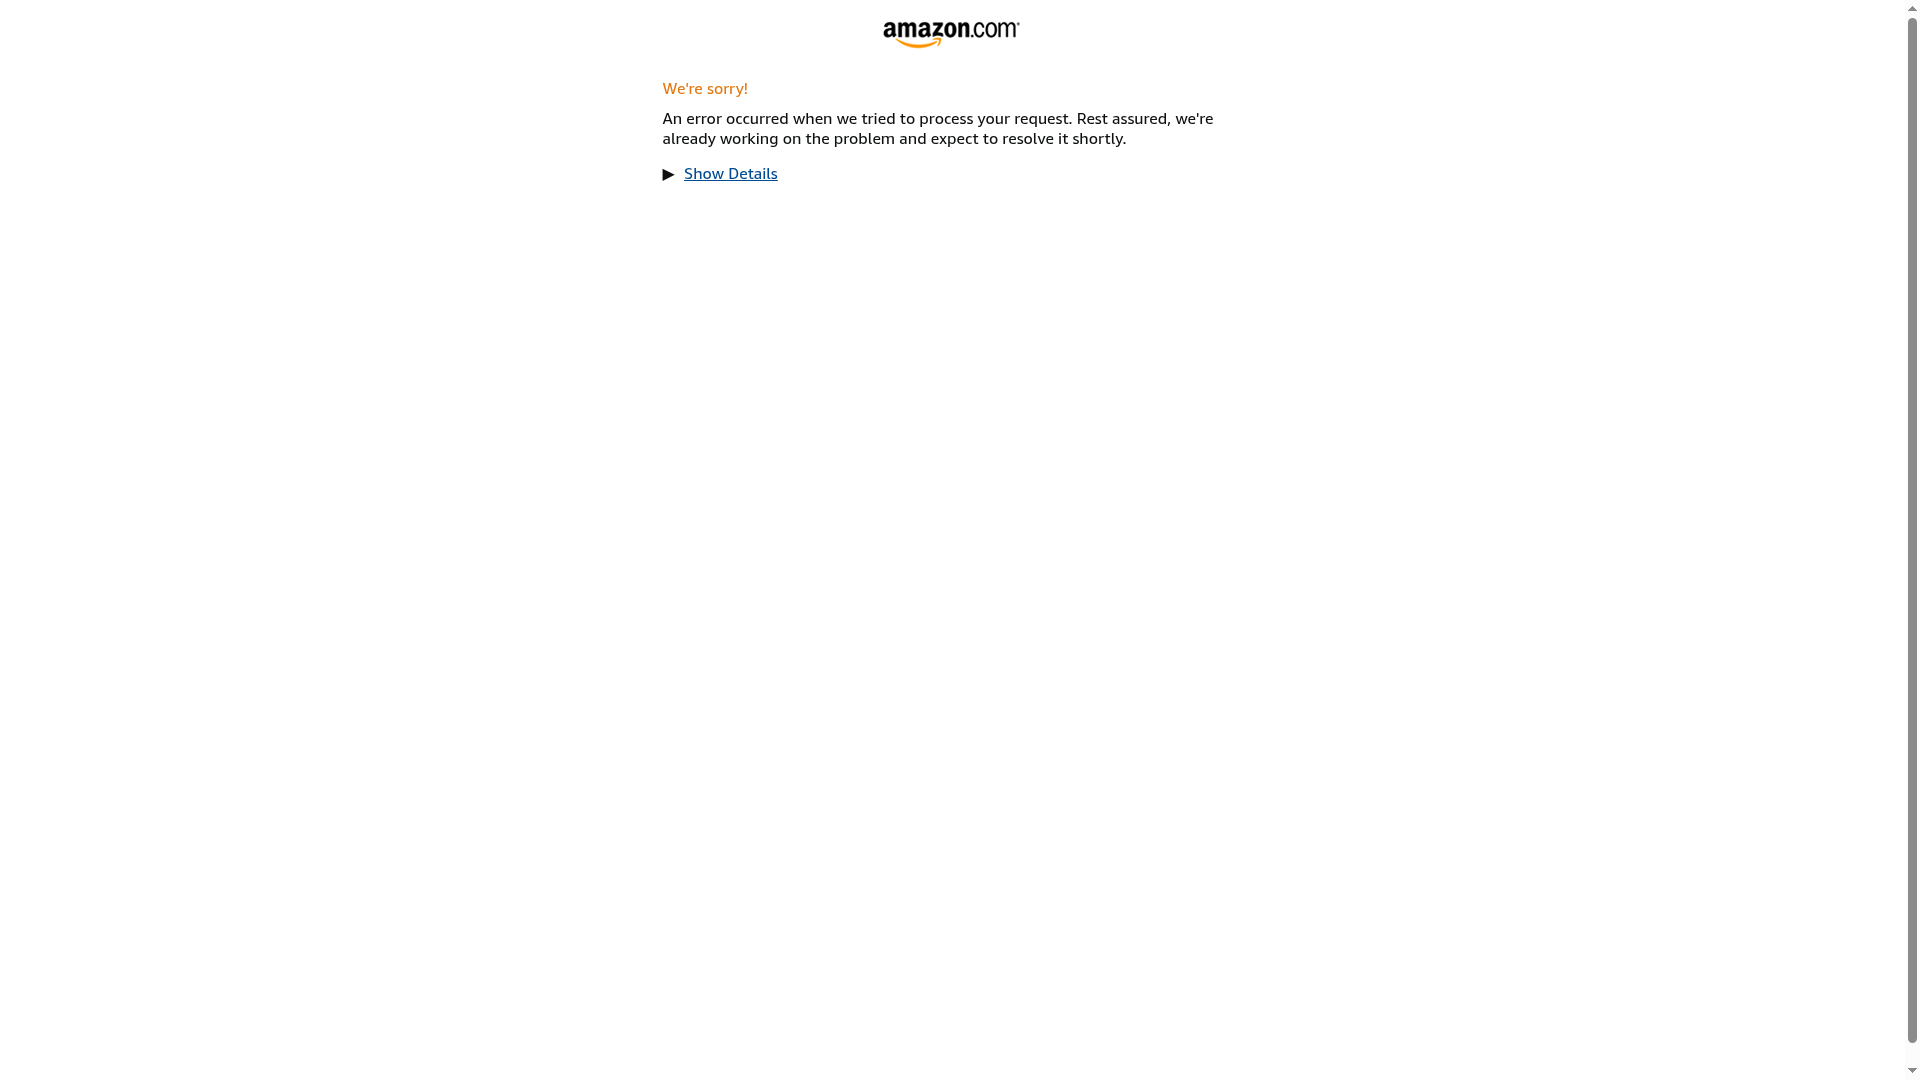 amazon.com
We're sorry!
An error occurred when we tried to process your request. Rest assured, we're
already working on the problem and expect to resolve it shortly.
Show Details